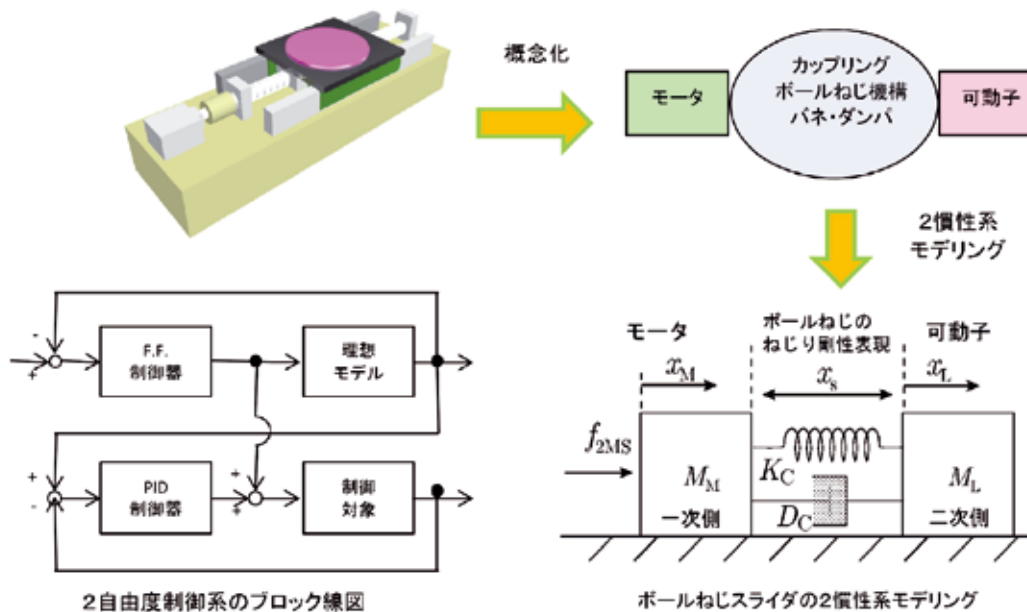 概念化
モータ
カップリング
ボールねじ機構
バネ・ダンパ
可動子
2慣性系
モデリング
-
+
F.F.
制御器
理想
モデル
+
-
PID
制御器
+
+
制御
対象
2自由度制御系のブロック線図
モータ
ボールねじの
ねじり剛性表現
可動子
x_M
x_s
x_L
f_2MS
K_C
M_M
M_L
一次側
D_C
二次側
ボールねじスライダの2慣性系モデリング